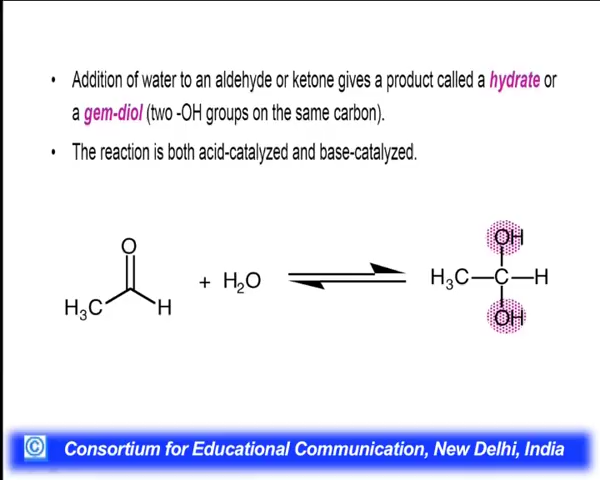 • Addition of water to an aldehyde or ketone gives a product called a hydrate or
a gem-diol (two -OH groups on the same carbon).
• The reaction is both acid-catalyzed and base-catalyzed.
O
H₃C H + H₂O
OH
H₃C—C—H
OH
© Consortium for Educational Communication, New Delhi, India